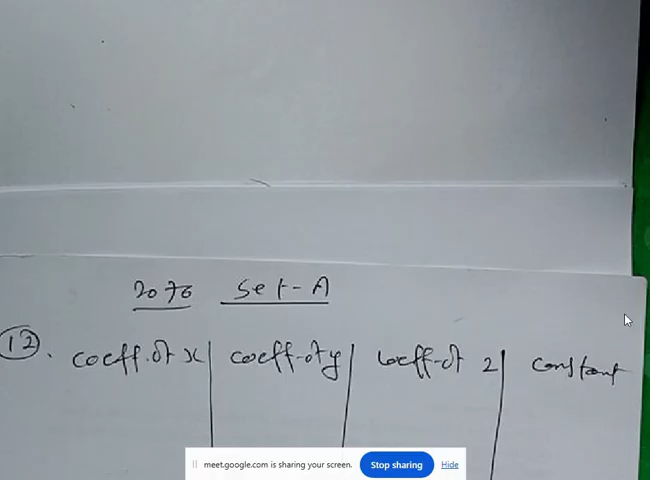 2070 Set-A
12. coeff. of x | coeff. of y | coeff. of z | constant
meet.google.com is sharing your screen. Stop sharing Hide